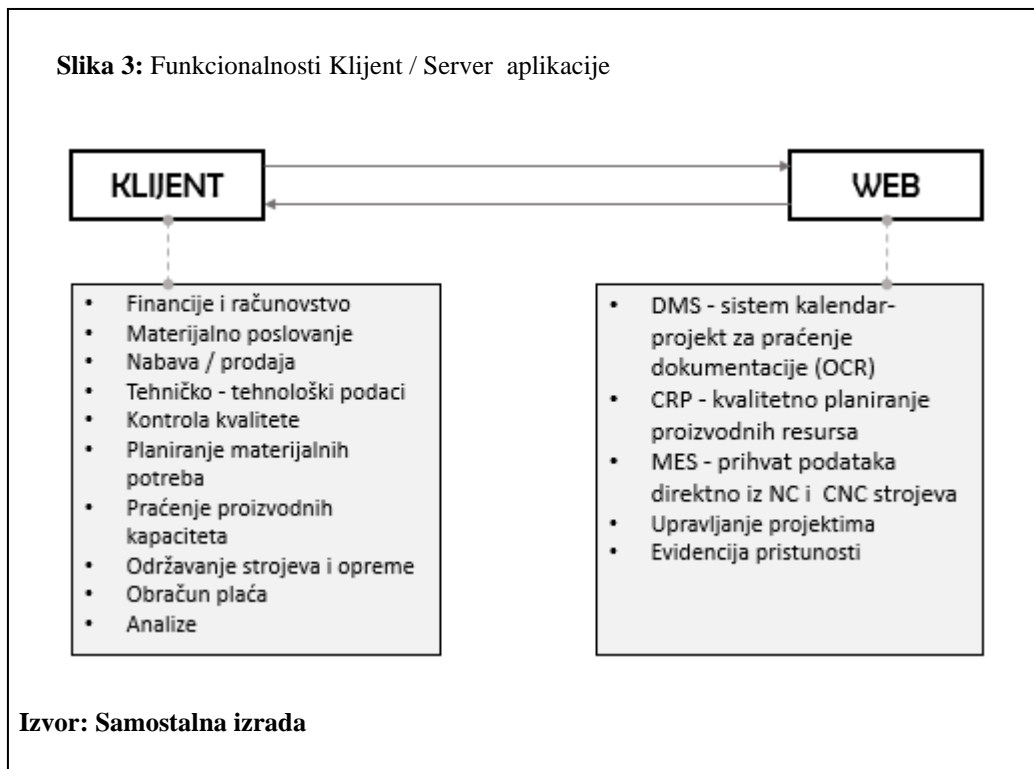 Slika 3: Funkcionalnosti Klijent / Server aplikacije
KLIJENT
WEB
• Financije i računovstvo
• Materijalno poslovanje
• Nabava / prodaja
• Tehničko - tehnološki podaci
• Kontrola kvalitete
• Planiranje materijalnih
potreba
• Praćenje proizvodnih
kapaciteta
• Održavanje strojeva i opreme
• Obračun plaća
• Analize
• DMS - sistem kalendar-
projekt za praćenje
dokumentacije (OCR)
• CRP - kvalitetno planiranje
proizvodnih resursa
• MES - prihvat podataka
direktno iz NC i CNC strojeva
• Upravljanje projektima
• Evidencija pristunosti
Izvor: Samostalna izrada